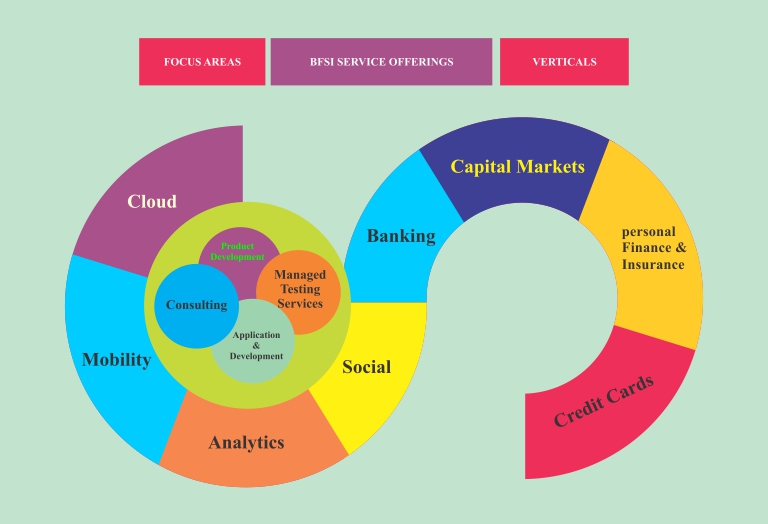 FOCUS AREAS
BFSI SERVICE OFFERINGS
VERTICALS
Cloud
Mobility
Analytics
Social
Product
Development
Managed
Testing
Services
Consulting
Application
&
Development
Banking
Capital Markets
personal
Finance &
Insurance
Credit Cards